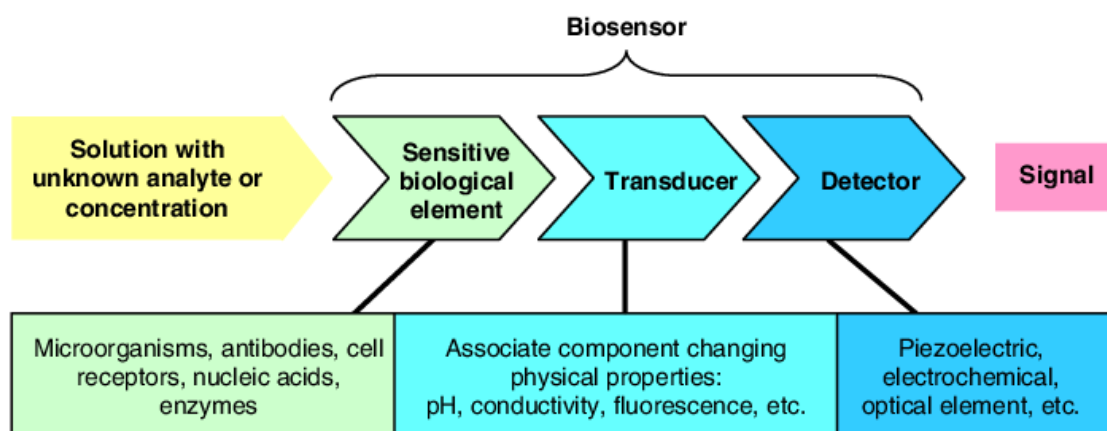 Biosensor
Solution with
unknown analyte or
concentration
Sensitive
biological
element
Transducer
Detector
Signal
Microorganisms, antibodies, cell
receptors, nucleic acids,
enzymes
Associate component changing
physical properties:
pH, conductivity, fluorescence, etc.
Piezoelectric,
electrochemical,
optical element, etc.